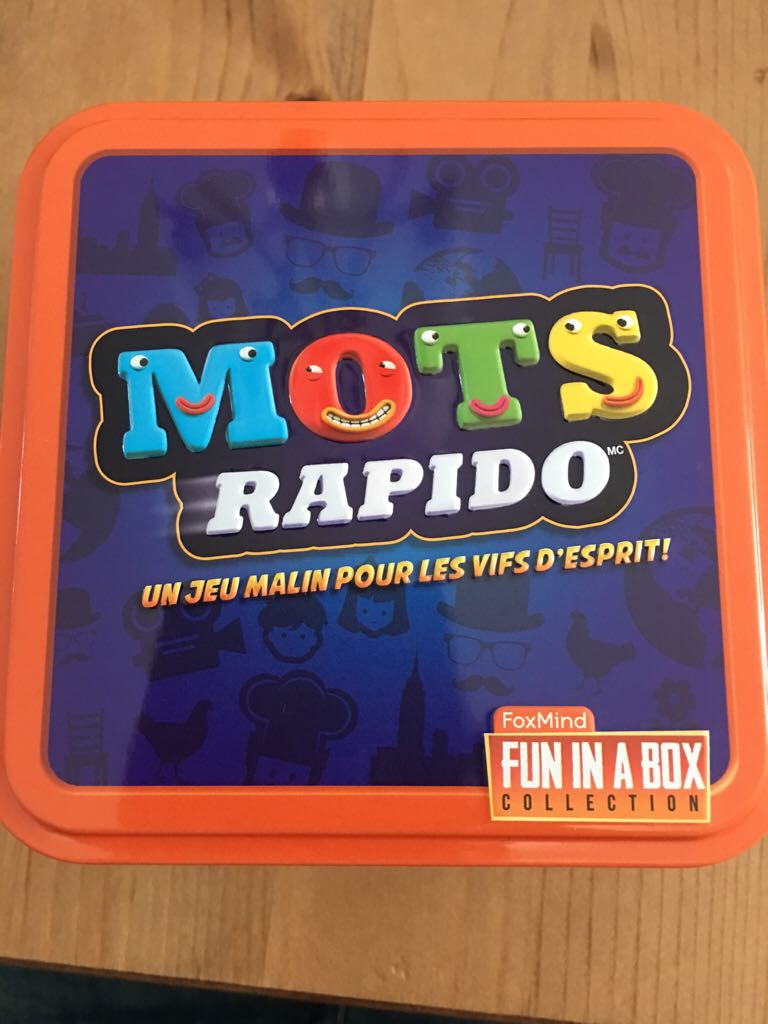 MOTS
RAPIDO MC
UN JEU MALIN POUR LES VIFS D'ESPRIT!
FoxMind
FUN IN A BOX
COLLECTION